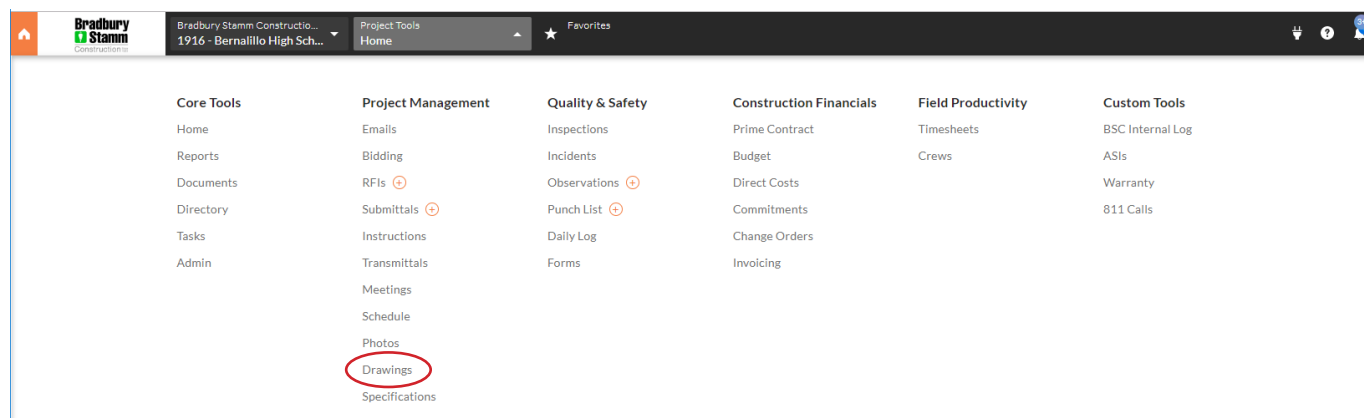 Bradbury
Stamm
Construction
Bradbury Stamm Constructio...
1916 - Bernalillo High Sch...
Project Tools
Home
Favorites
Core Tools
Home
Reports
Documents
Directory
Tasks
Admin
Project Management
Emails
Bidding
RFIs
Submittals
Instructions
Transmittals
Meetings
Schedule
Photos
Drawings
Specifications
Quality & Safety
Inspections
Incidents
Observations
Punch List
Daily Log
Forms
Construction Financials
Prime Contract
Budget
Direct Costs
Commitments
Change Orders
Invoicing
Field Productivity
Timesheets
Crews
Custom Tools
BSC Internal Log
ASIs
Warranty
811 Calls